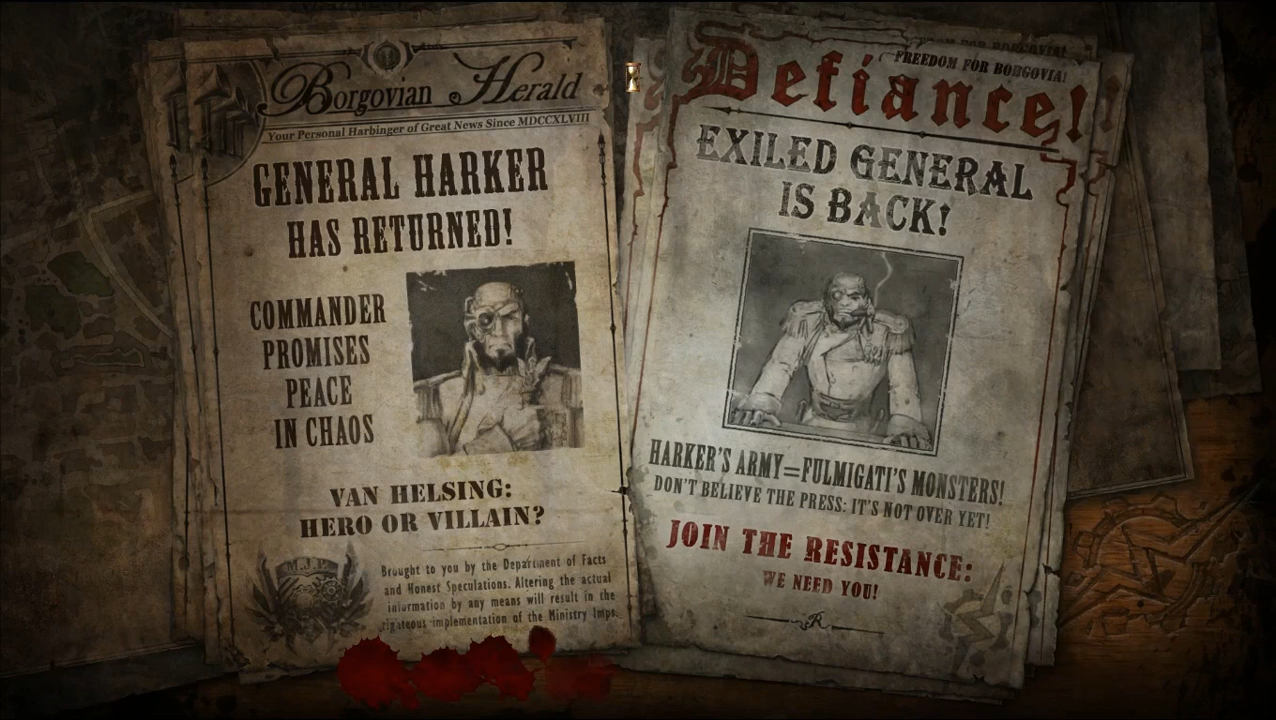 Borgovian Herald
Your Personal Harbinger of Great News Since MDCCXLVIII
GENERAL HARKER
HAS RETURNED!
COMMANDER
PROMISES
PEACE
IN CHAOS
VAN HELSING:
HERO OR VILLAIN?
M.J.P.
Brought to you by the Department of Facts
and Honest Speculations. Altering the actual
information by any means will result in the
righteous implementation of the Ministry Imps.
FREEDOM FOR BORGOVIA!
FREEDOM FOR BORGOVIA!
Defiance!
EXILED GENERAL
IS BACK!
HARKER'S ARMY=FULMIGATI'S MONSTERS!
DON'T BELIEVE THE PRESS: IT'S NOT OVER YET!
JOIN THE RESISTANCE:
WE NEED YOU!
R